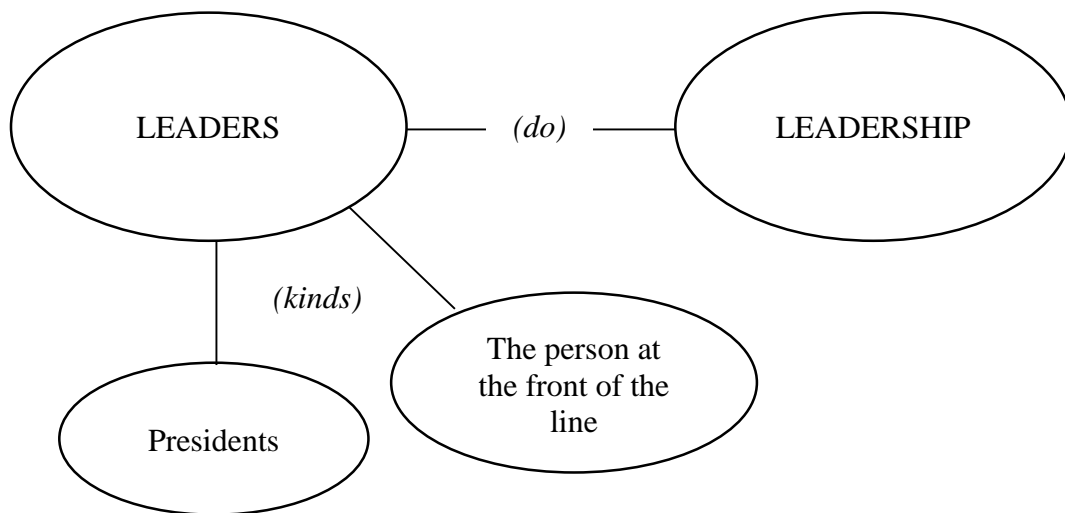 LEADERS
(do)
LEADERSHIP
(kinds)
The person at
the front of the
line
Presidents